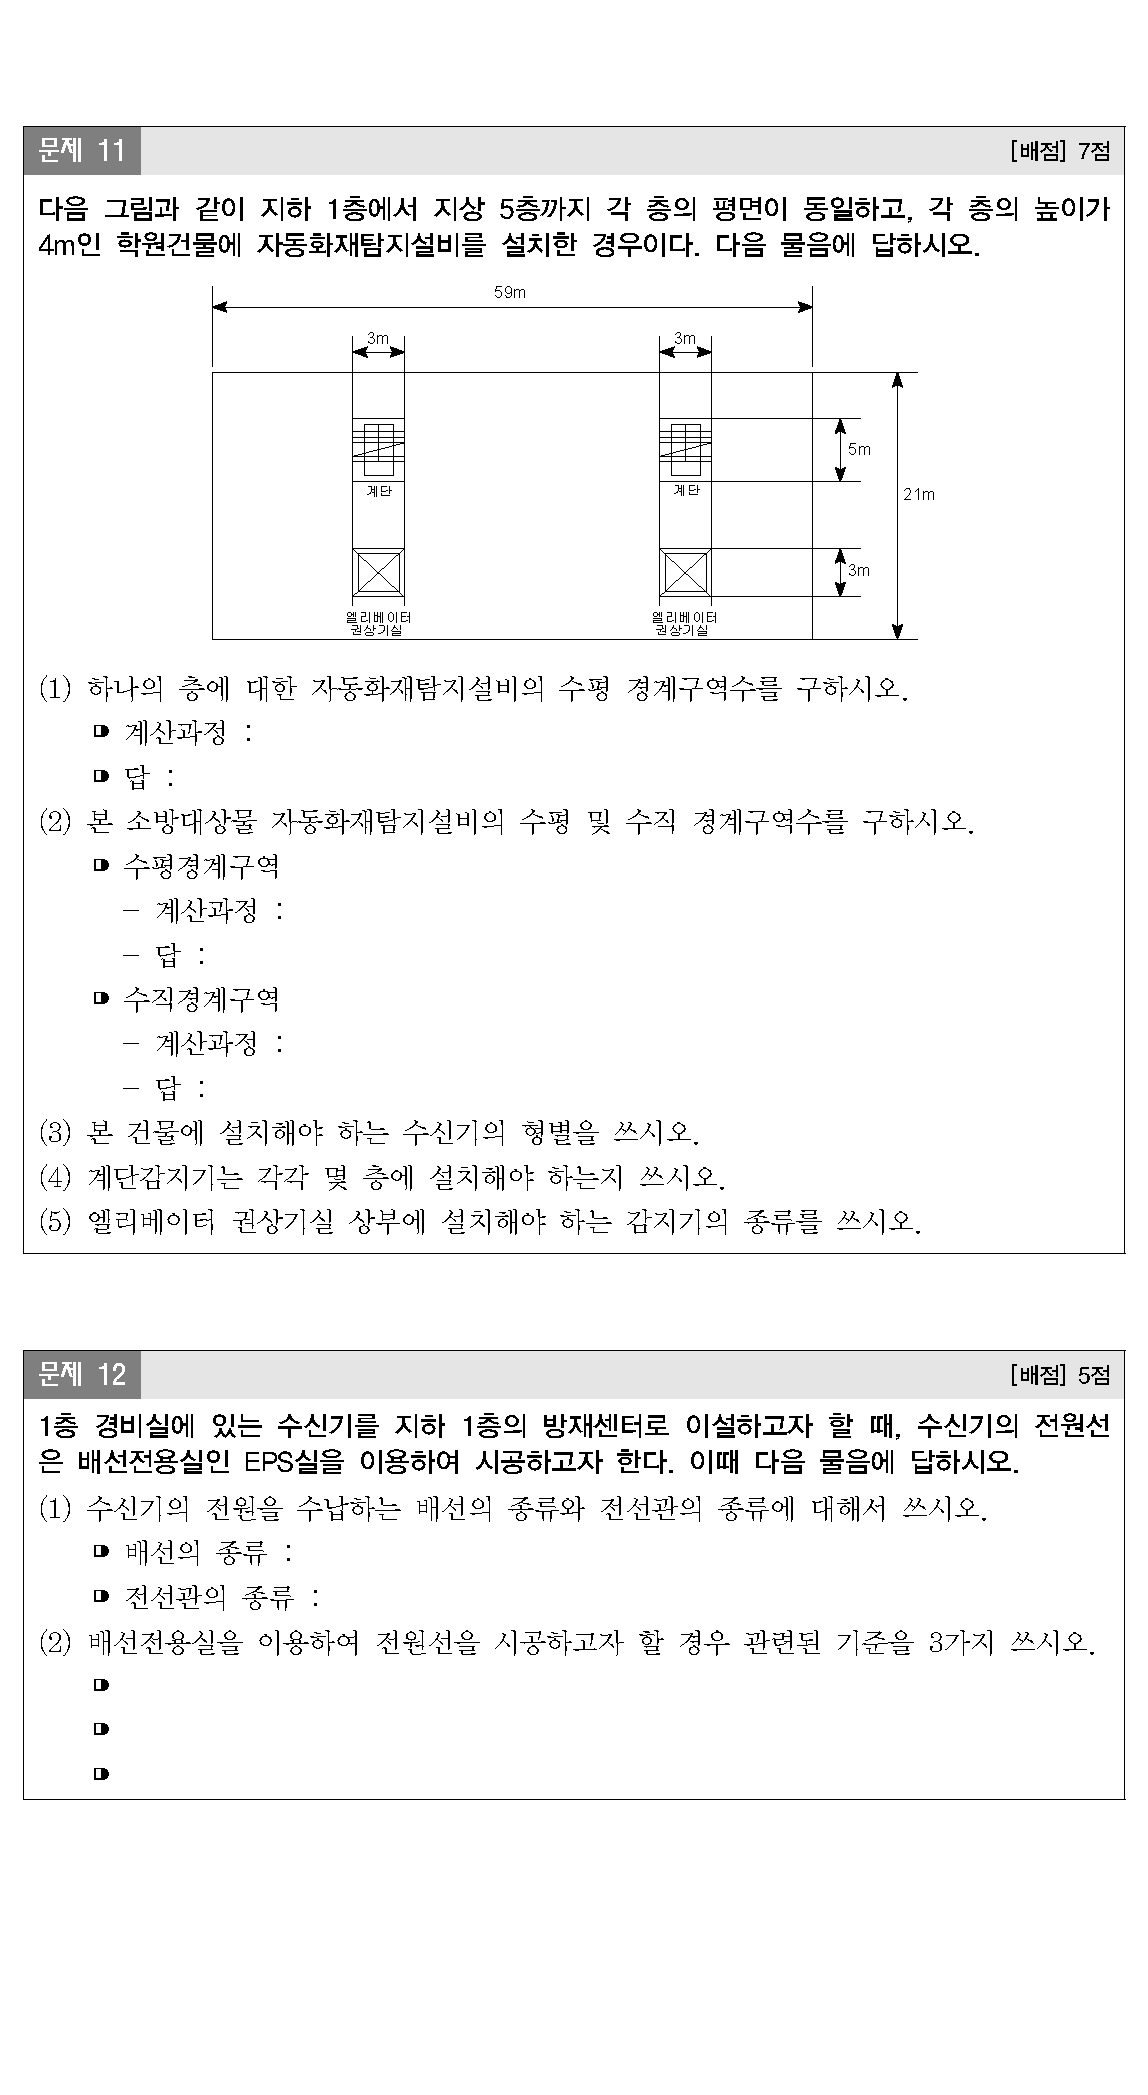 문제 11
[배점] 7점
다음 그림과 같이 지하 1층에서 지상 5층까지 각 층의 평면이 동일하고, 각 층의 높이가
4m인 학원건물에 자동화재탐지설비를 설치한 경우이다. 다음 물음에 답하시오.
59m
3m 3m
5m
계단 계단
21m
3m
엘리베이터 엘리베이터
권상기실 권상기실
(1) 하나의 층에 대한 자동화재탐지설비의 수평 경계구역수를 구하시오.
계산과정 :
답 :
(2) 본 소방대상물 자동화재탐지설비의 수평 및 수직 경계구역수를 구하시오.
수평경계구역
- 계산과정 :
- 답 :
수직경계구역
- 계산과정 :
- 답 :
(3) 본 건물에 설치해야 하는 수신기의 형별을 쓰시오.
(4) 계단감지기는 각각 몇 층에 설치해야 하는지 쓰시오.
(5) 엘리베이터 권상기실 상부에 설치해야 하는 감지기의 종류를 쓰시오.
문제 12
[배점] 5점
1층 경비실에 있는 수신기를 지하 1층의 방재센터로 이설하고자 할 때, 수신기의 전원선
은 배선전용실인 EPS실을 이용하여 시공하고자 한다. 이때 다음 물음에 답하시오.
(1) 수신기의 전원을 수납하는 배선의 종류와 전선관의 종류에 대해서 쓰시오.
배선의 종류 :
전선관의 종류 :
(2) 배선전용실을 이용하여 전원선을 시공하고자 할 경우 관련된 기준을 3가지 쓰시오.